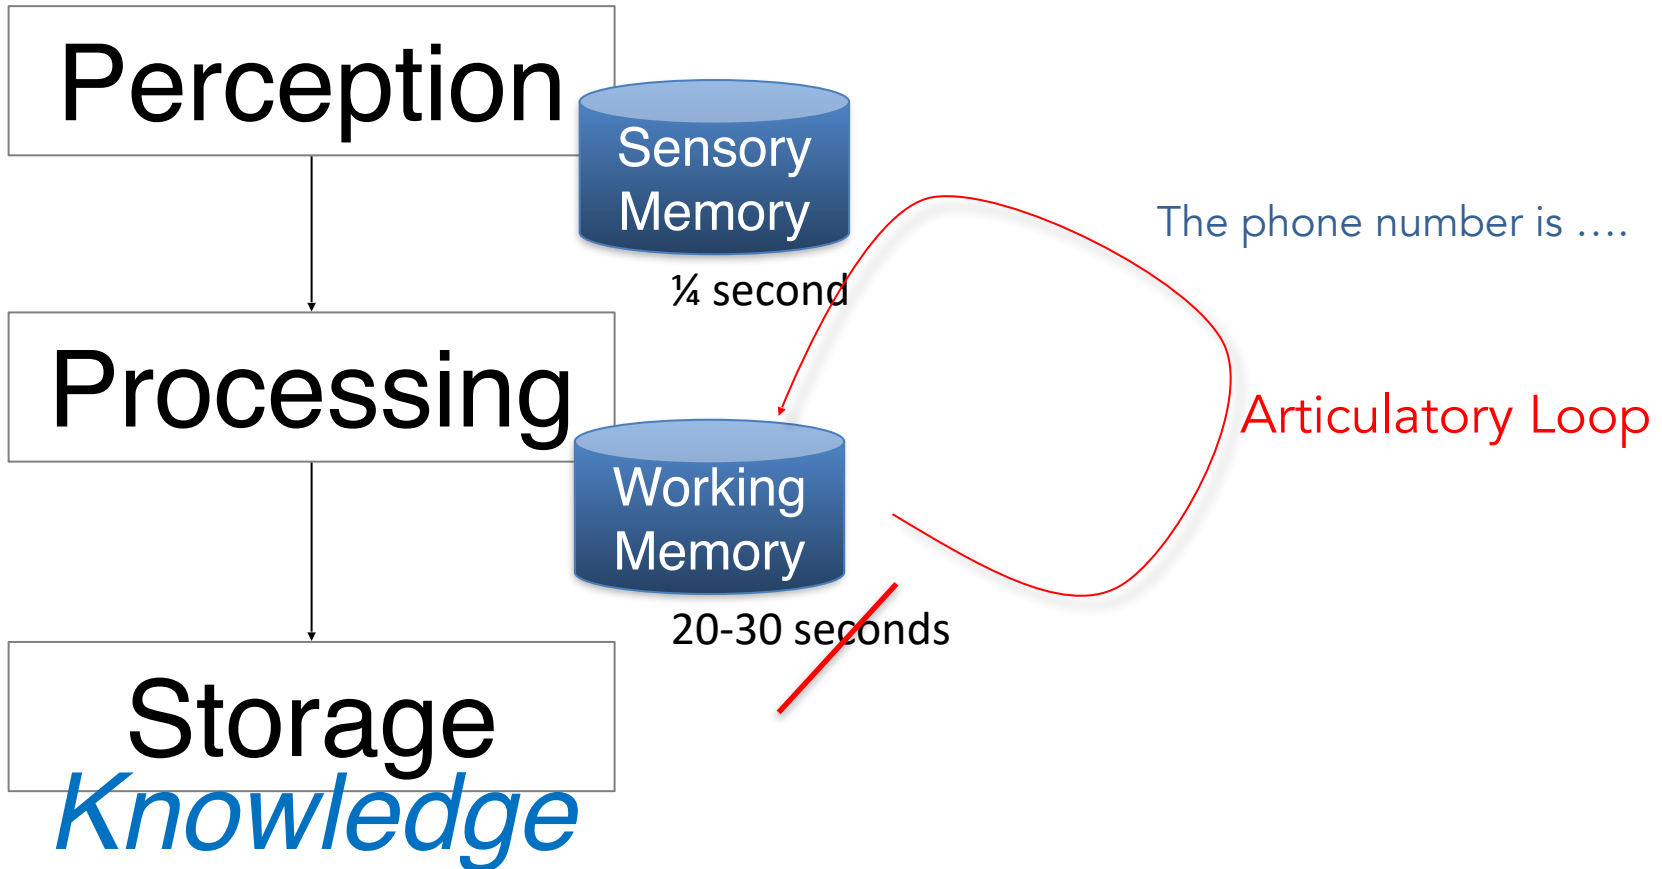 Perception
Sensory
Memory
¼ second
The phone number is ....
Processing
Articulatory Loop
Working
Memory
20-30 seconds
Storage
Knowledge